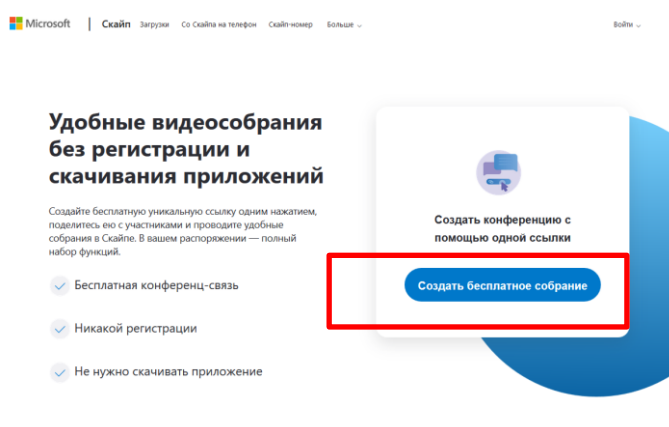 Microsoft | Скайп Загрузки Со Скайпа на телефон Скайп-номер Больше Войти
Удобные видеособрания
без регистрации и
скачивания приложений
Создайте бесплатную уникальную ссылку одним нажатием,
поделитесь ею с участниками и проводите удобные
собрания в Скайпе. В вашем распоряжении — полный
набор функций.
Бесплатная конференц-связь
Никакой регистрации
Не нужно скачивать приложение
Создать конференцию с
помощью одной ссылки
Создать бесплатное собрание